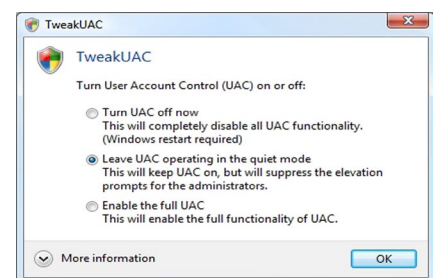 TweakUAC
TweakUAC
Turn User Account Control (UAC) on or off:
Turn UAC off now
This will completely disable all UAC functionality.
(Windows restart required)
Leave UAC operating in the quiet mode
This will keep UAC on, but will suppress the elevation
prompts for the administrators.
Enable the full UAC
This will enable the full functionality of UAC.
More information
OK